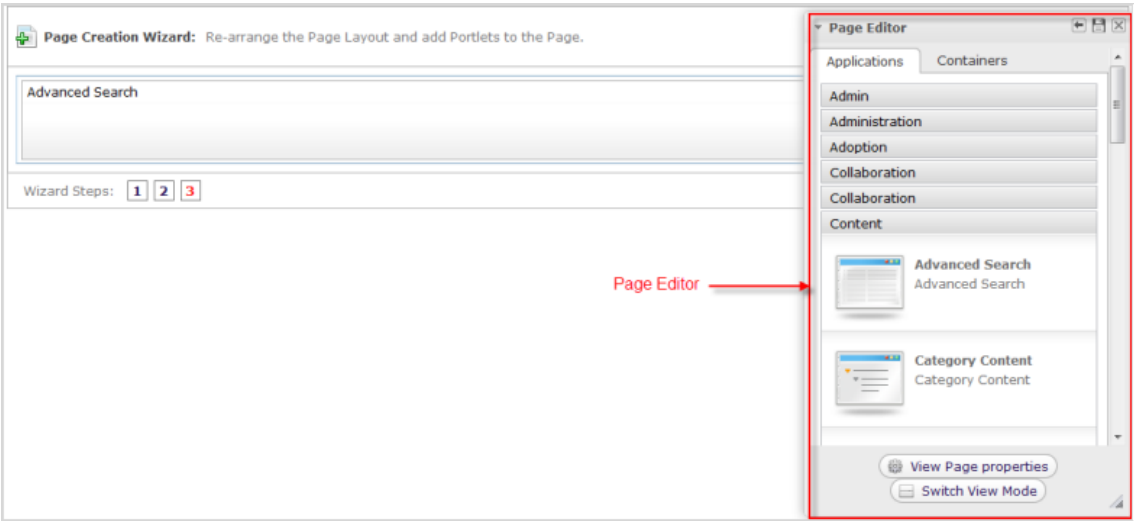 Page Creation Wizard: Re-arrange the Page Layout and add Portlets to the Page.
Advanced Search
Wizard Steps: 1 2 3
Page Editor
Page Editor
Applications Containers
Admin
Administration
Adoption
Collaboration
Collaboration
Content
Advanced Search
Advanced Search
Category Content
Category Content
View Page properties
Switch View Mode